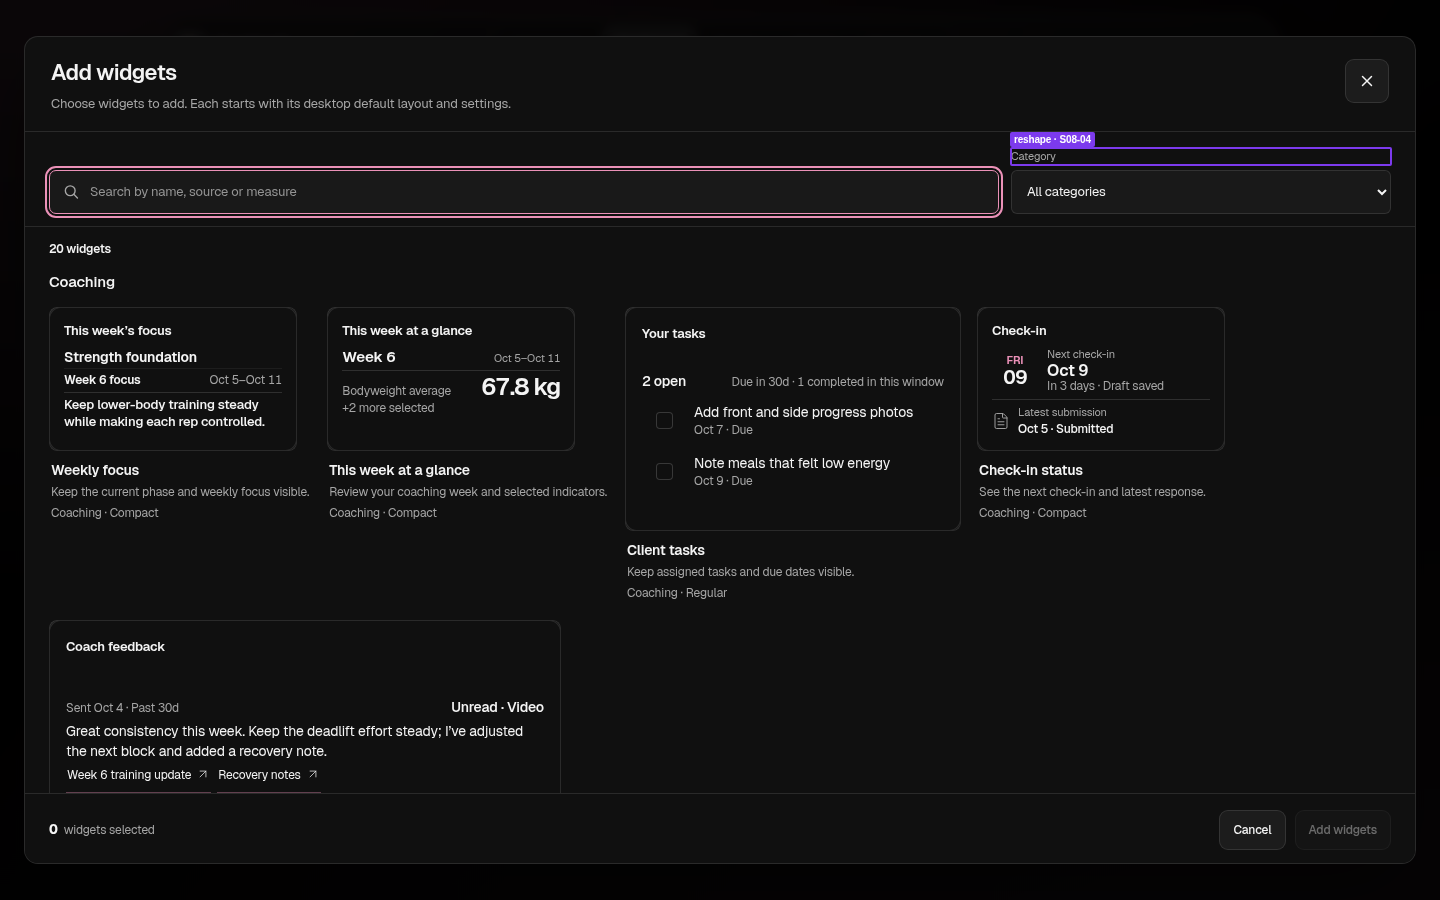 Add widgets
Choose widgets to add. Each starts with its desktop default layout and settings.
reshape · S08-04
Category
Search by name, source or measure
All categories
20 widgets
Coaching
This week's focus
Strength foundation
Week 6 focus
Oct 5–Oct 11
Keep lower-body training steady
while making each rep controlled.
Weekly focus
Keep the current phase and weekly focus visible.
Coaching · Compact
This week at a glance
Week 6
Oct 5–Oct 11
Bodyweight average
67.8 kg
+2 more selected
This week at a glance
Review your coaching week and selected indicators.
Coaching · Compact
Your tasks
2 open
Due in 30d · 1 completed in this window
Add front and side progress photos
Oct 7 · Due
Note meals that felt low energy
Oct 9 · Due
Client tasks
Keep assigned tasks and due dates visible.
Coaching · Regular
Check-in
FRI
09
Next check-in
Oct 9
In 3 days · Draft saved
Latest submission
Oct 5 · Submitted
Check-in status
See the next check-in and latest response.
Coaching · Compact
Coach feedback
Sent Oct 4 · Past 30d
Unread · Video
Great consistency this week. Keep the deadlift effort steady; I've adjusted
the next block and added a recovery note.
Week 6 training update
Recovery notes
0 widgets selected
Cancel
Add widgets